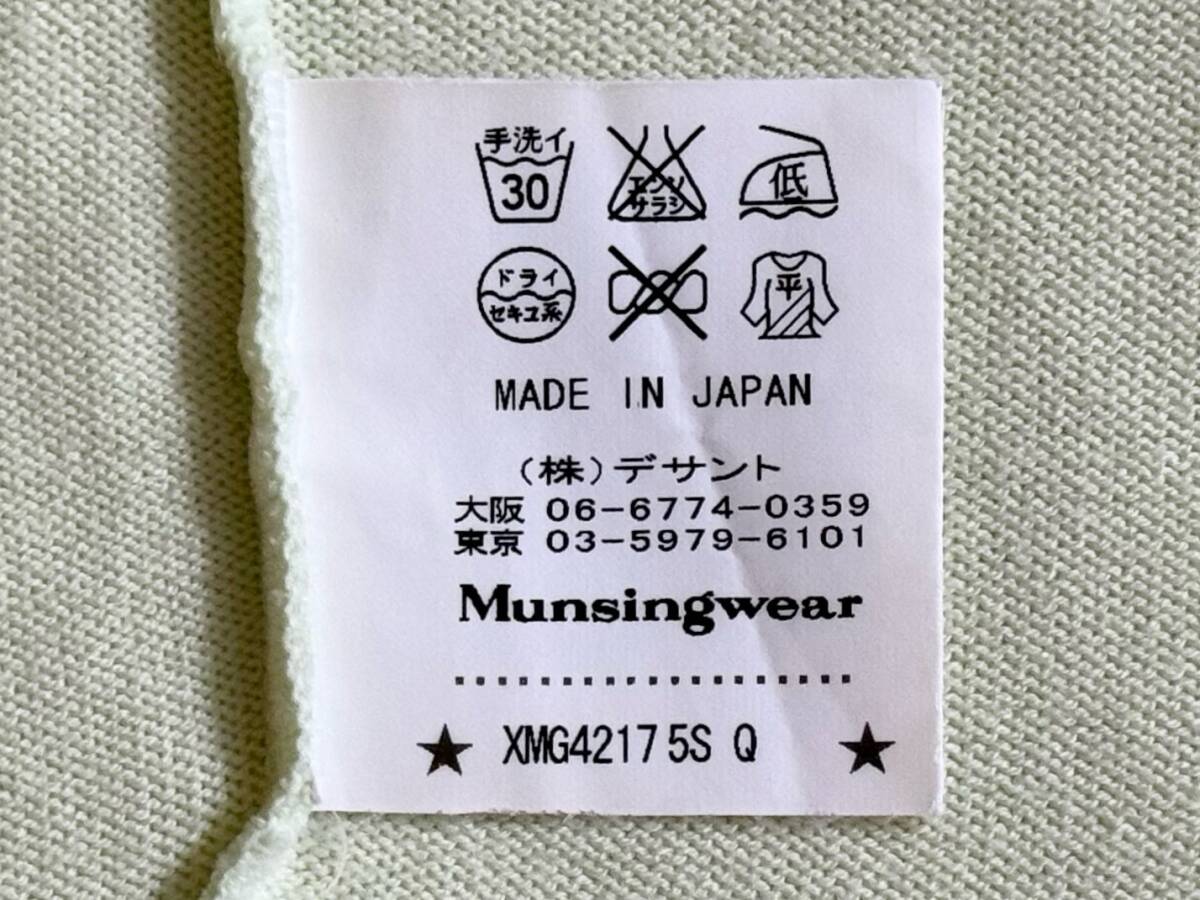 手洗イ
30
エンソ
サラシ
低
ドライ
セキユ系
平
MADE IN JAPAN
（株）デサント
大阪 06-6774-0359
東京 03-5979-6101
Munsingwear
★ XMG42175S Q ★